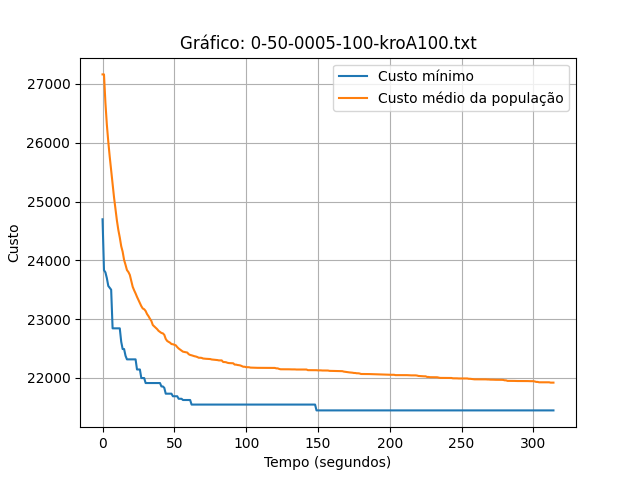 Gráfico: 0-50-0005-100-kroA100.txt
Custo mínimo
Custo médio da população
27000
26000
25000
24000
23000
22000
Custo
0 50 100 150 200 250 300
Tempo (segundos)